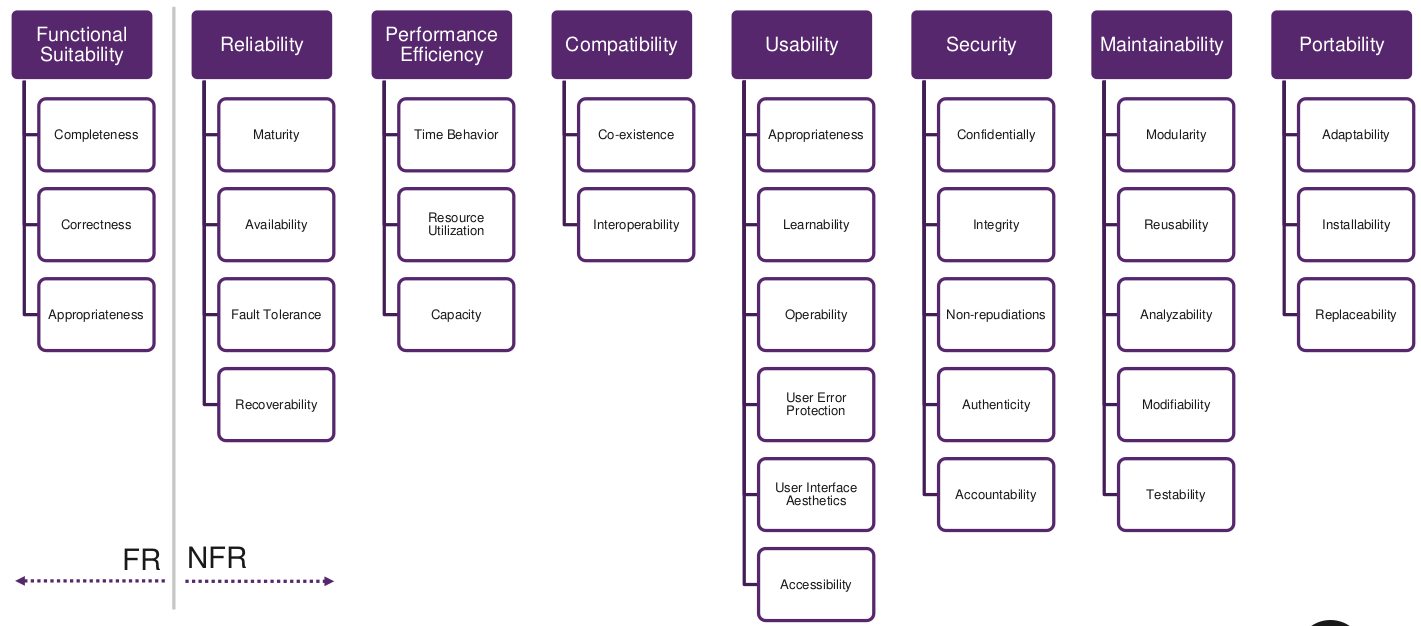 Functional
Suitability
Completeness
Correctness
Appropriateness
Reliability
Maturity
Availability
Fault Tolerance
Recoverability
Performance
Efficiency
Time Behavior
Resource
Utilization
Capacity
Compatibility
Co-existence
Interoperability
Usability
Appropriateness
Learnability
Operability
User Error
Protection
User Interface
Aesthetics
Accessibility
Security
Confidentially
Integrity
Non-repudiations
Authenticity
Accountability
Maintainability
Modularity
Reusability
Analyzability
Modifiability
Testability
Portability
Adaptability
Installability
Replaceability
FR
NFR